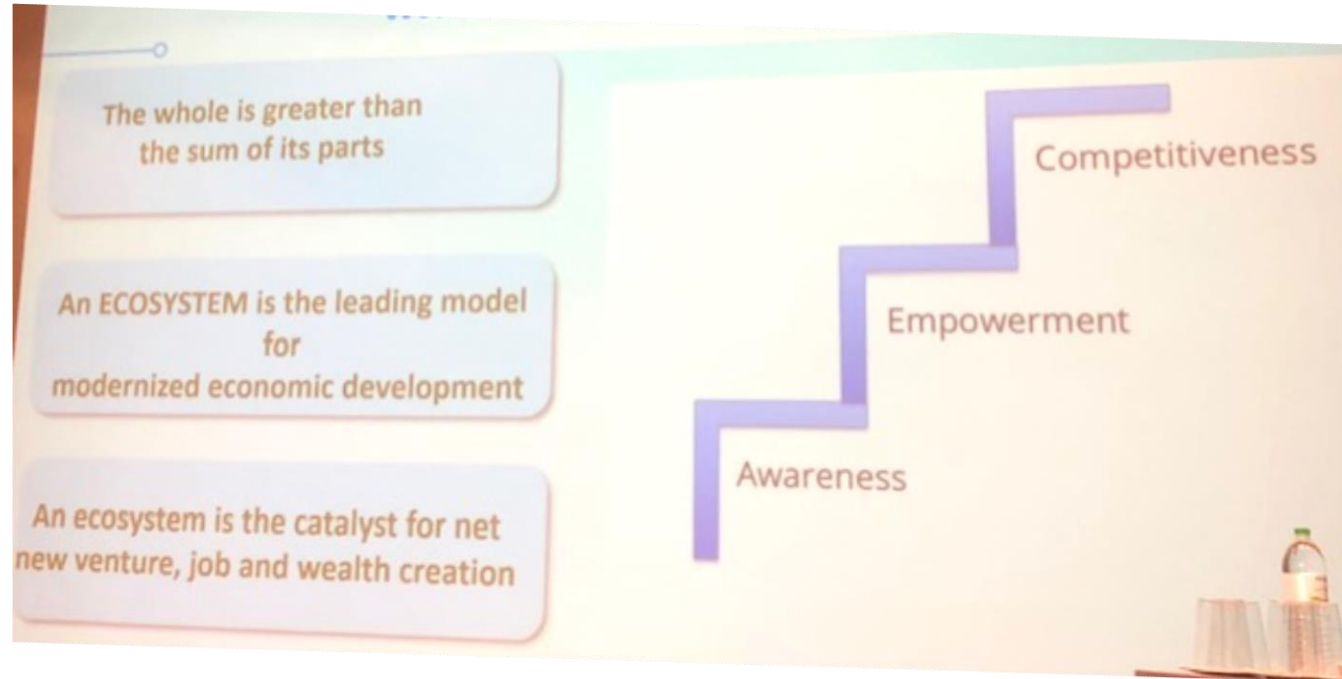 The whole is greater than
the sum of its parts
An ECOSYSTEM is the leading model
for
modernized economic development
An ecosystem is the catalyst for net
new venture, job and wealth creation
Competitiveness
Empowerment
Awareness